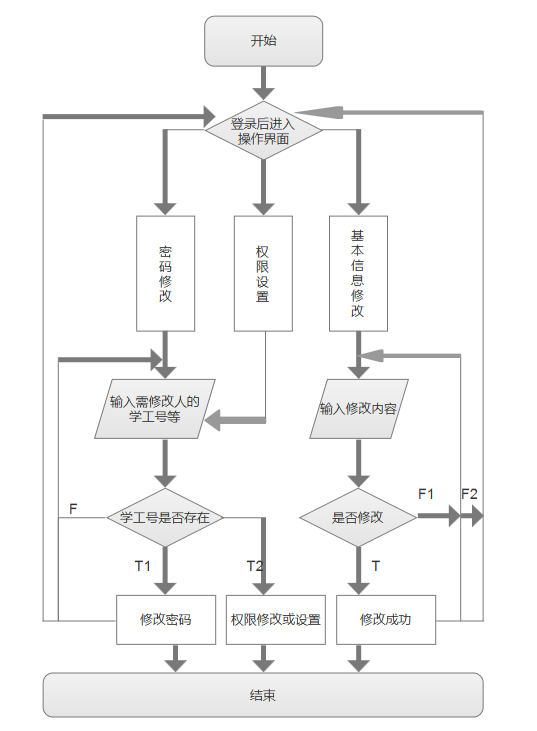 开始
登录后进入
操作界面
密码修改
权限设置
基本信息修改
输入需修改人的
学工号等
输入修改内容
F1
F2
F
学工号是否存在
是否修改
T1
T2
T
修改密码
权限修改或设置
修改成功
结束